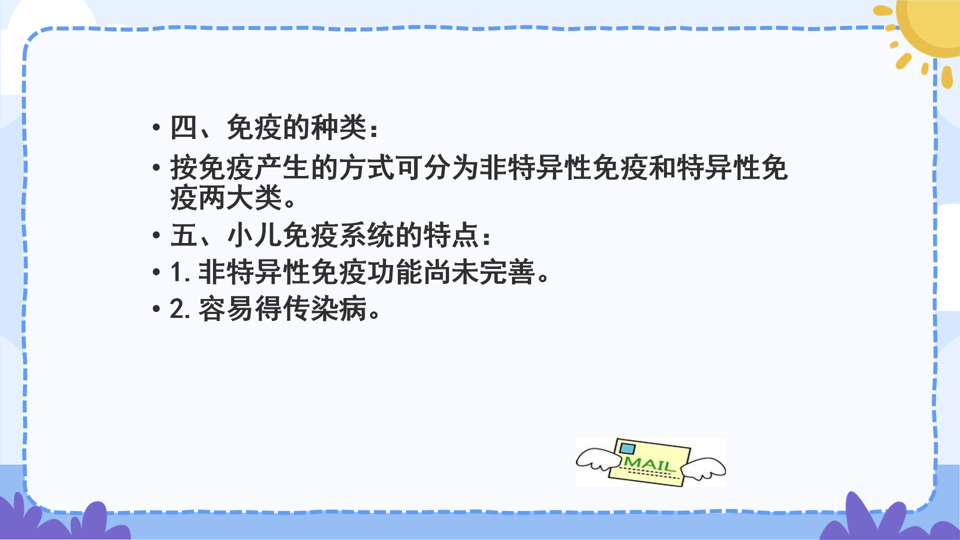 • 四、免疫的种类：
• 按免疫产生的方式可分为非特异性免疫和特异性免
疫两大类。
• 五、小儿免疫系统的特点：
• 1.非特异性免疫功能尚未完善。
• 2.容易得传染病。
MAIL